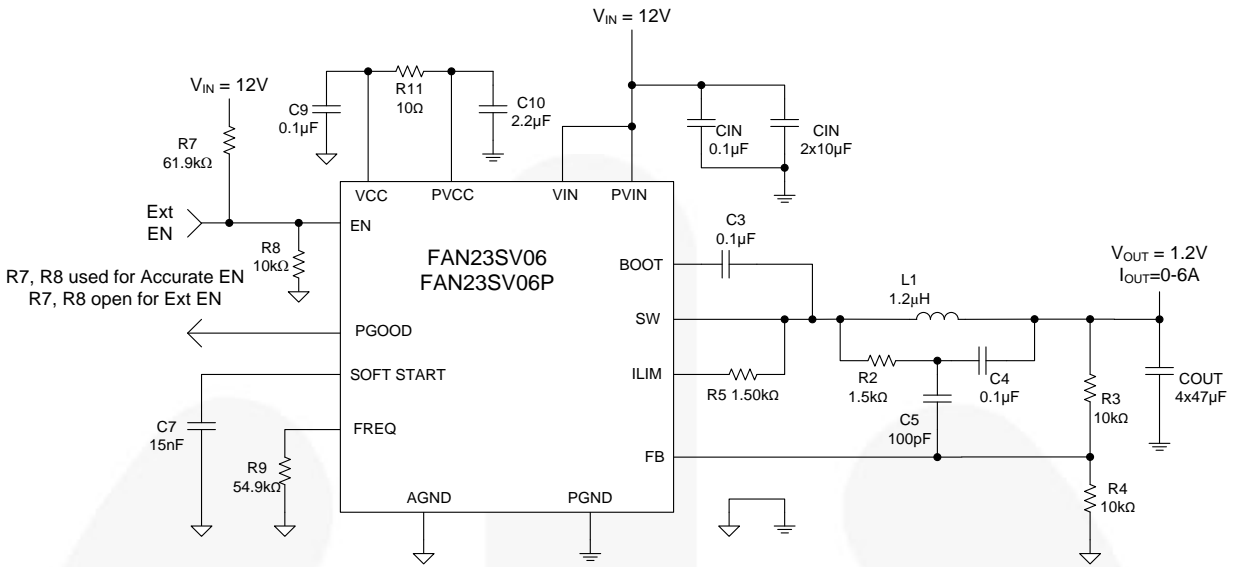 VIN = 12V
VIN = 12V
R7
61.9kΩ
C9
0.1µF
R11
10Ω
C10
2.2µF
CIN
0.1µF
CIN
2x10µF
VCC
PVCC
VIN
PVIN
Ext
EN
EN
R8
10kΩ
R7, R8 used for Accurate EN
R7, R8 open for Ext EN
FAN23SV06
FAN23SV06P
PGOOD
SOFT START
C7
15nF
FREQ
R9
54.9kΩ
AGND
PGND
BOOT
C3
0.1µF
SW
ILIM
R5 1.50kΩ
FB
L1
1.2µH
R2
1.5kΩ
C4
0.1µF
C5
100pF
VOUT = 1.2V
IOUT=0-6A
R3
10kΩ
COUT
4x47µF
R4
10kΩ